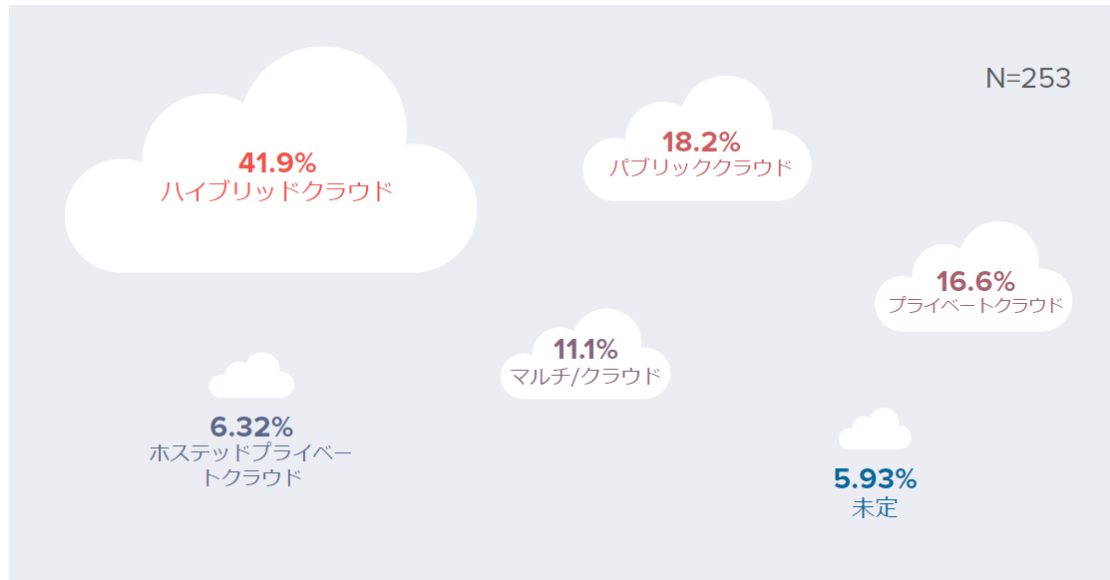 N=253
41.9%
ハイブリッドクラウド
18.2%
パブリッククラウド
16.6%
プライベートクラウド
11.1%
マルチ/クラウド
6.32%
ホステッドプライベー
トクラウド
5.93%
未定